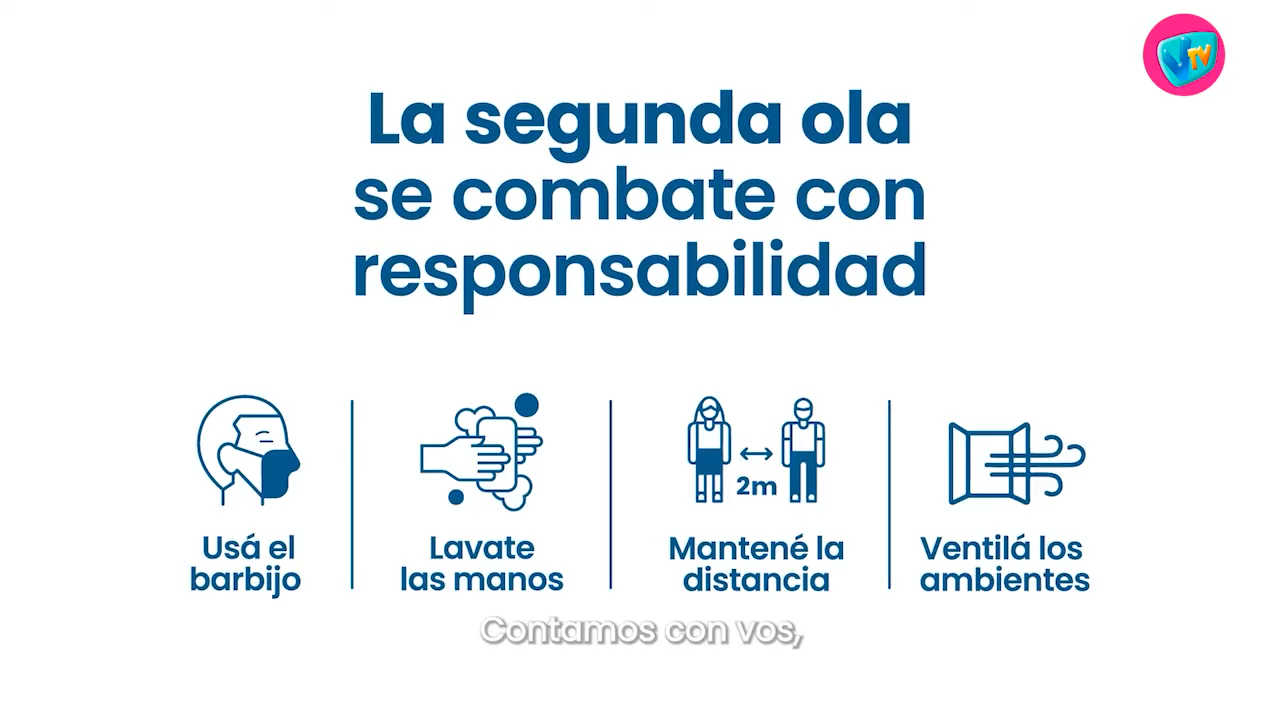 VTV
La segunda ola
se combate con
responsabilidad
2m
Usá el
barbijo
Lavate
las manos
Mantené la
distancia
Ventilá los
ambientes
Contamos con vos,